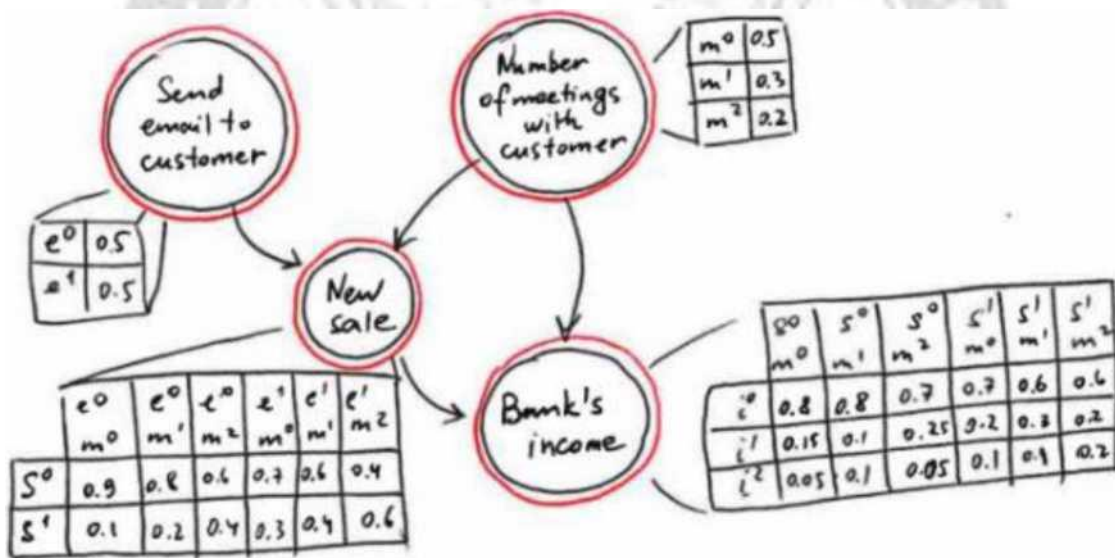 Send
email to
customer
Number
of meetings
with
customer
m⁰ 0.5
m¹ 0.3
m² 0.2
e⁰ 0.5
e¹ 0.5
New
sale
Bank's
income
s⁰ s⁰ s⁰ s¹ s¹ s¹
m⁰ m¹ m² m⁰ m¹ m²
i⁰ 0.8 0.8 0.7 0.7 0.6 0.6
i¹ 0.15 0.1 0.25 0.2 0.3 0.2
i² 0.05 0.1 0.05 0.1 0.1 0.2
e⁰ e⁰ e⁰ e¹ e¹ e¹
m⁰ m¹ m² m⁰ m¹ m²
S⁰ 0.9 0.8 0.6 0.7 0.6 0.4
S¹ 0.1 0.2 0.4 0.3 0.4 0.6